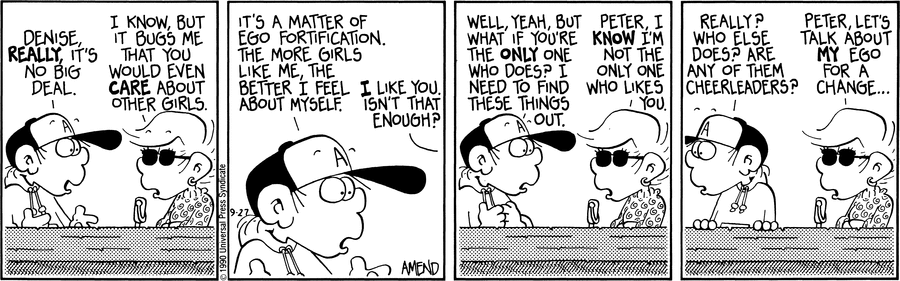 DENISE,
REALLY, IT'S
NO BIG
DEAL.
I KNOW, BUT
IT BUGS ME
THAT YOU
WOULD EVEN
CARE ABOUT
OTHER GIRLS.
A
© 1990 Universal Press Syndicate
IT'S A MATTER OF
EGO FORTIFICATION.
THE MORE GIRLS
LIKE ME, THE
BETTER I FEEL
ABOUT MYSELF.
I LIKE YOU.
ISN'T THAT
ENOUGH?
A
9-27
AMEND
WELL, YEAH, BUT
WHAT IF YOU'RE
THE ONLY ONE
WHO DOES? I
NEED TO FIND
THESE THINGS
OUT.
PETER, I
KNOW I'M
NOT THE
ONLY ONE
WHO LIKES
YOU.
A
REALLY?
WHO ELSE
DOES? ARE
ANY OF THEM
CHEERLEADERS?
PETER, LET'S
TALK ABOUT
MY EGO
FOR A
CHANGE...
A